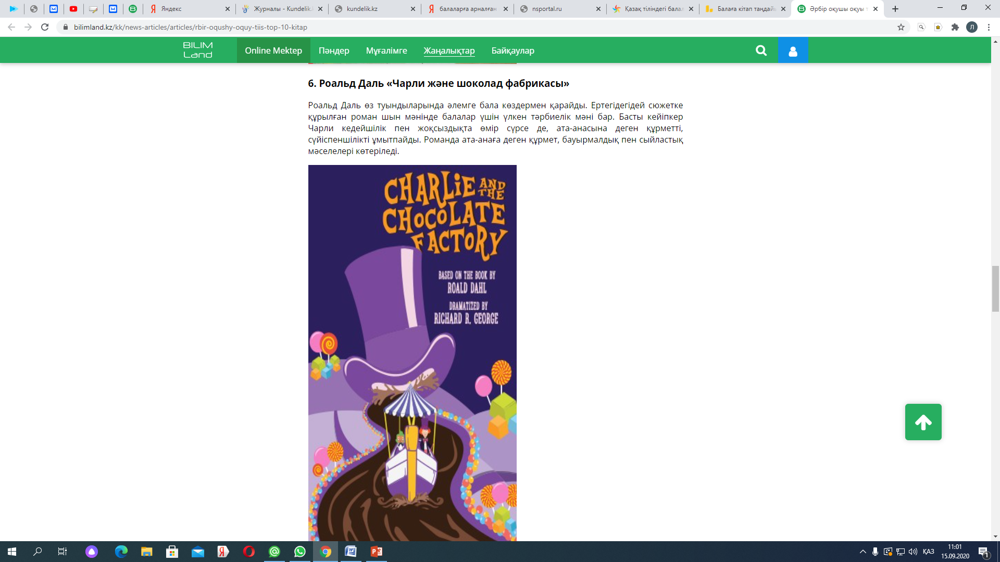 Яндекс
Журналы - Kundelik.
kundelik.kz
балаларға арналған
nsportal.ru
Қазақ тіліндегі балал
Балаға кітап таңдай
Әрбір оқушы оқуы т
bilimland.kz/kk/news-articles/articles/rbir-oqushy-oquy-tiis-top-10-kitap
Л
BILIM
Land
Online Mektep
Пәндер
Мұғалімге
Жаңалықтар
Байқаулар
6. Роальд Даль «Чарли және шоколад фабрикасы»
Роальд Даль өз туындыларында әлемге бала көздермен қарайды. Ертегідегідей сюжетке
құрылған роман шын мәнінде балалар үшін үлкен тәрбиелік мәні бар. Басты кейіпкер
Чарли кедейшілік пен жоқсыздықта өмір сүрсе де, ата-анасына деген құрметті,
сүйіспеншілікті ұмытпайды. Романда ата-анаға деген құрмет, бауырмалдық пен сыйластық
мәселелері көтеріледі.
CHARLIE AND THE
CHOCOLATE
FACTORY
BASED ON THE BOOK BY
ROALD DAHL
DRAMATIZED BY
RICHARD R. GEORGE
ҚАЗ
11:01
15.09.2020
1